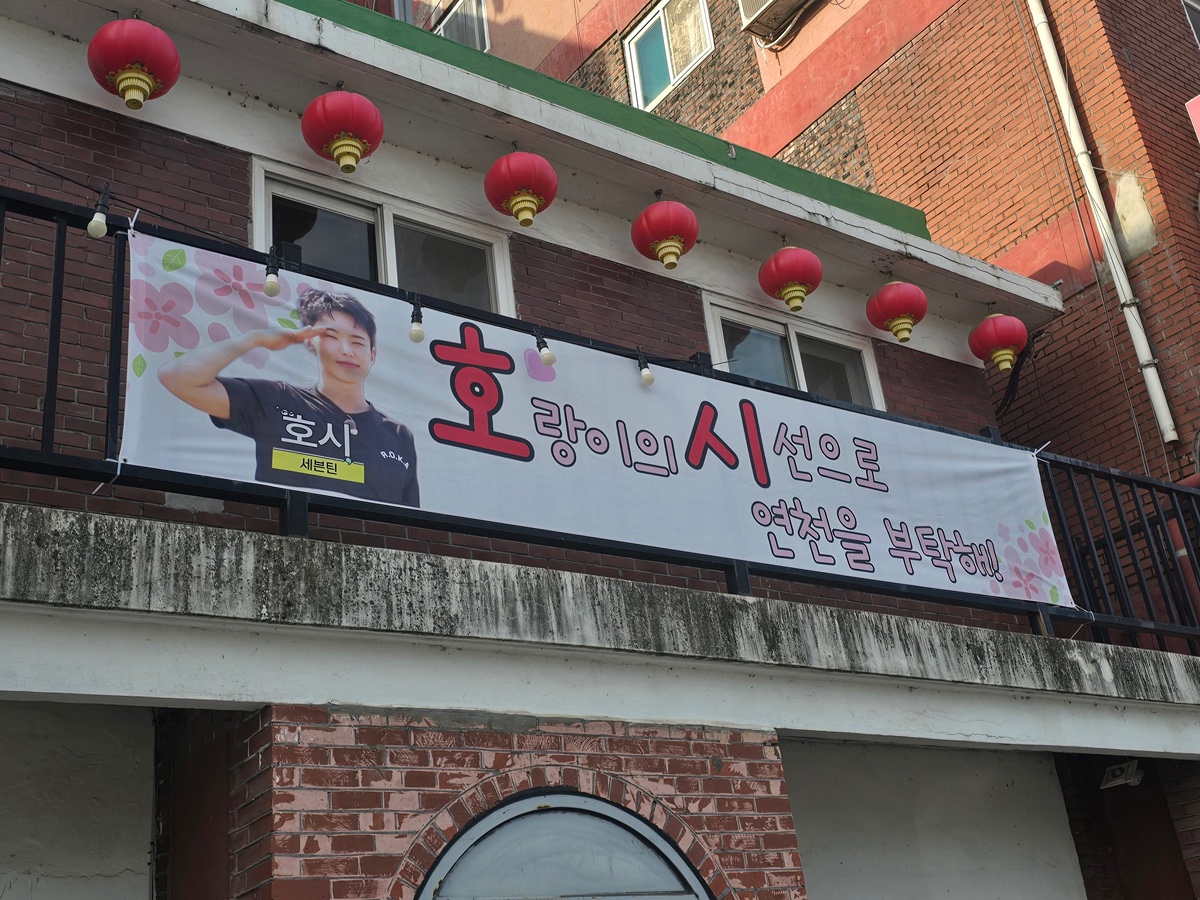 호시
세븐틴
R.O.K.A
호랑이의 시선으로
연천을 부탁해!